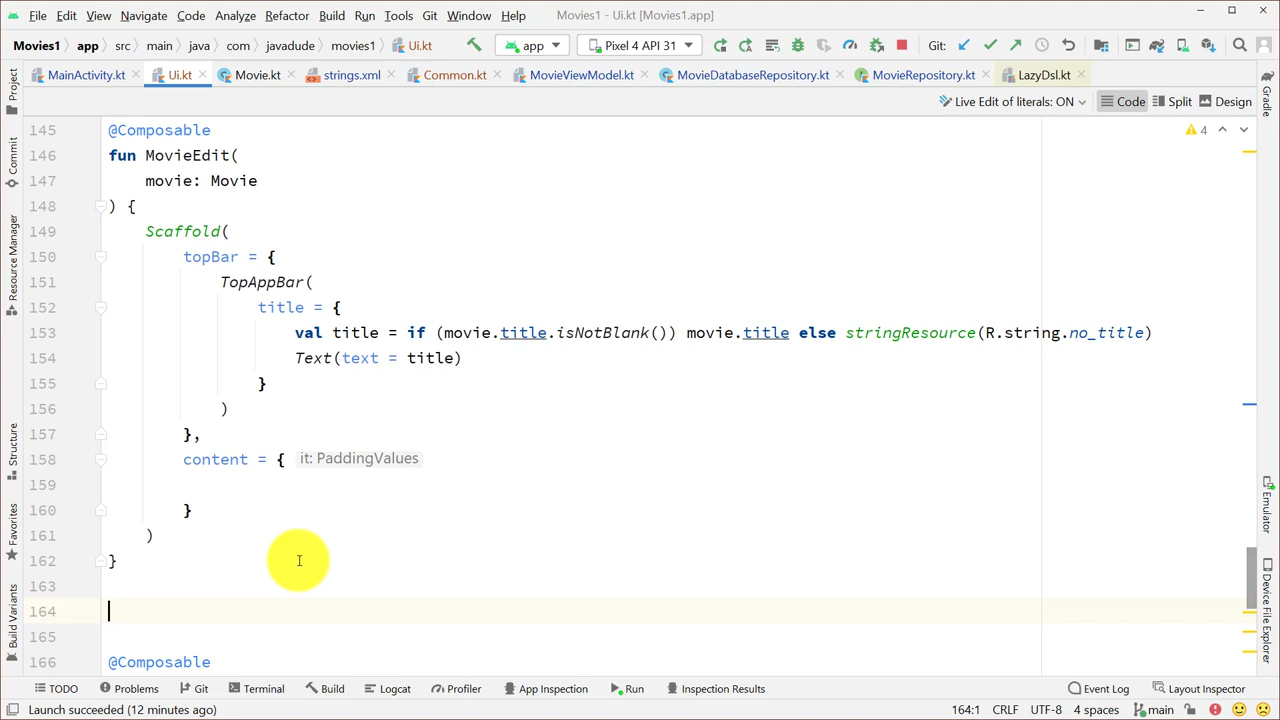 File Edit View Navigate Code Analyze Refactor Build Run Tools Git Window Help Movies1 - Ui.kt [Movies1.app]
Movies1 app src main java com javadude movies1 Ui.kt app Pixel 4 API 31 Git:
MainActivity.kt Ui.kt Movie.kt strings.xml Common.kt MovieViewModel.kt MovieDatabaseRepository.kt MovieRepository.kt LazyDsl.kt
Live Edit of literals: ON Code Split Design
145 @Composable 4
146 fun MovieEdit(
147 movie: Movie
148 ) {
149 Scaffold(
150 topBar = {
151 TopAppBar(
152 title = {
153 val title = if (movie.title.isNotBlank()) movie.title else stringResource(R.string.no_title)
154 Text(text = title)
155 }
156 )
157 },
158 content = { it: PaddingValues
159
160 }
161 )
162 }
163
164
165
166 @Composable
Project
Commit
Resource Manager
Structure
Favorites
Build Variants
Gradle
Emulator
Device File Explorer
TODO Problems Git Terminal Build Logcat Profiler App Inspection Run Inspection Results Event Log Layout Inspector
Launch succeeded (12 minutes ago) 164:1 CRLF UTF-8 4 spaces main